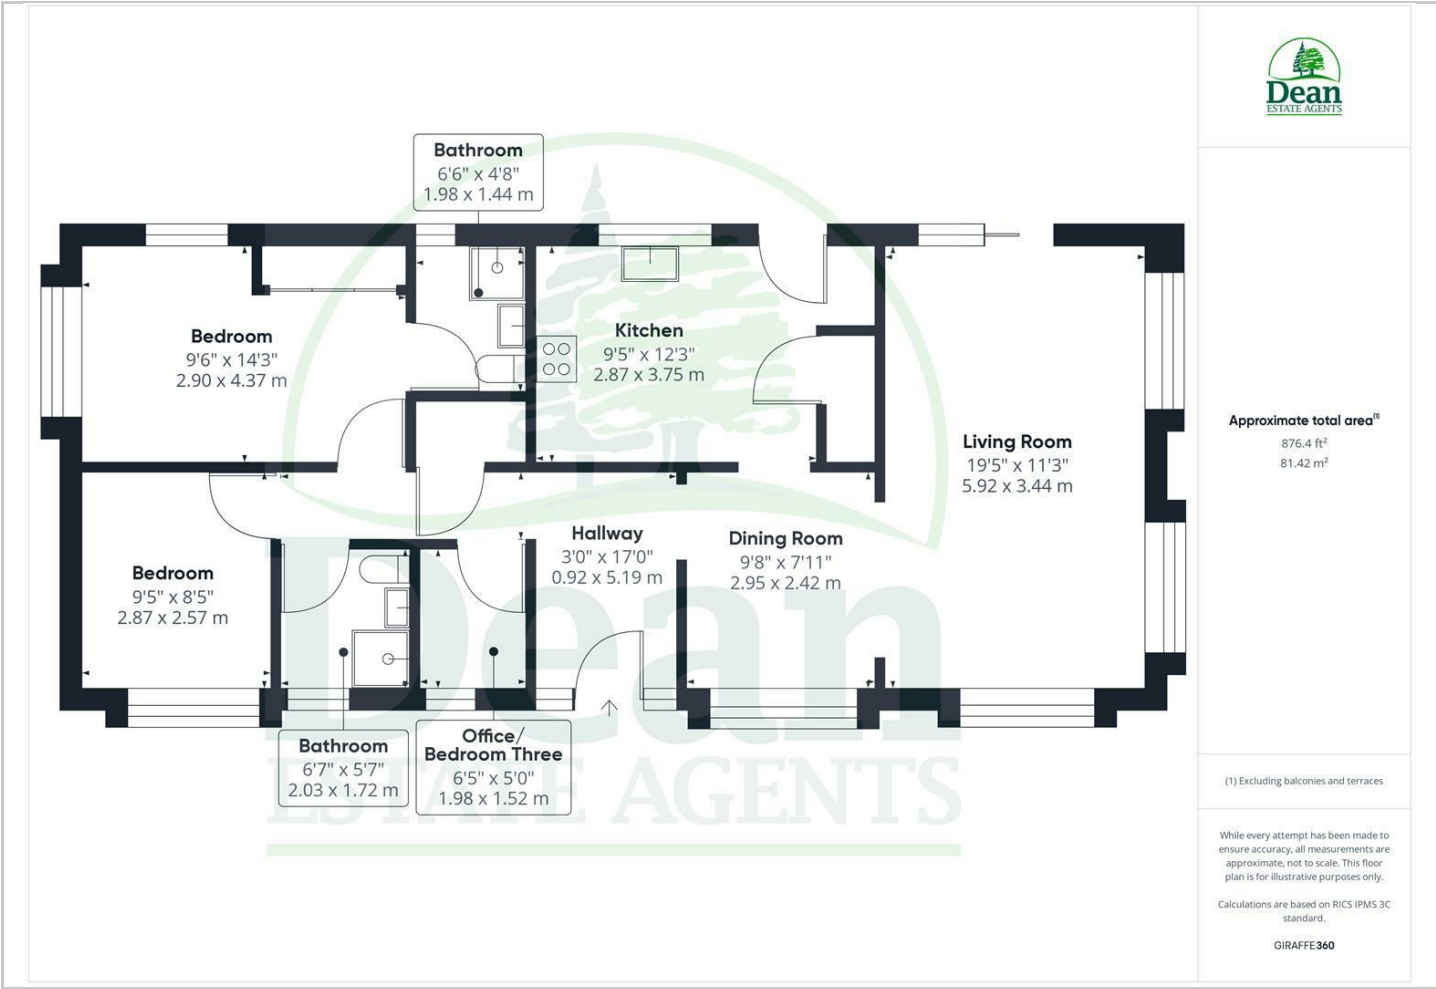 Dean
ESTATE AGENTS
Bathroom
6'6" x 4'8"
1.98 x 1.44 m
Bedroom
9'6" x 14'3"
2.90 x 4.37 m
Kitchen
9'5" x 12'3"
2.87 x 3.75 m
Living Room
19'5" x 11'3"
5.92 x 3.44 m
Hallway
3'0" x 17'0"
0.92 x 5.19 m
Dining Room
9'8" x 7'11"
2.95 x 2.42 m
Bedroom
9'5" x 8'5"
2.87 x 2.57 m
Bathroom
6'7" x 5'7"
2.03 x 1.72 m
Office/
Bedroom Three
6'5" x 5'0"
1.98 x 1.52 m
Dean
ESTATE AGENTS
Approximate total area(1)
876.4 ft²
81.42 m²
(1) Excluding balconies and terraces
While every attempt has been made to
ensure accuracy, all measurements are
approximate, not to scale. This floor
plan is for illustrative purposes only.
Calculations are based on RICS IPMS 3C
standard.
GIRAFFE360